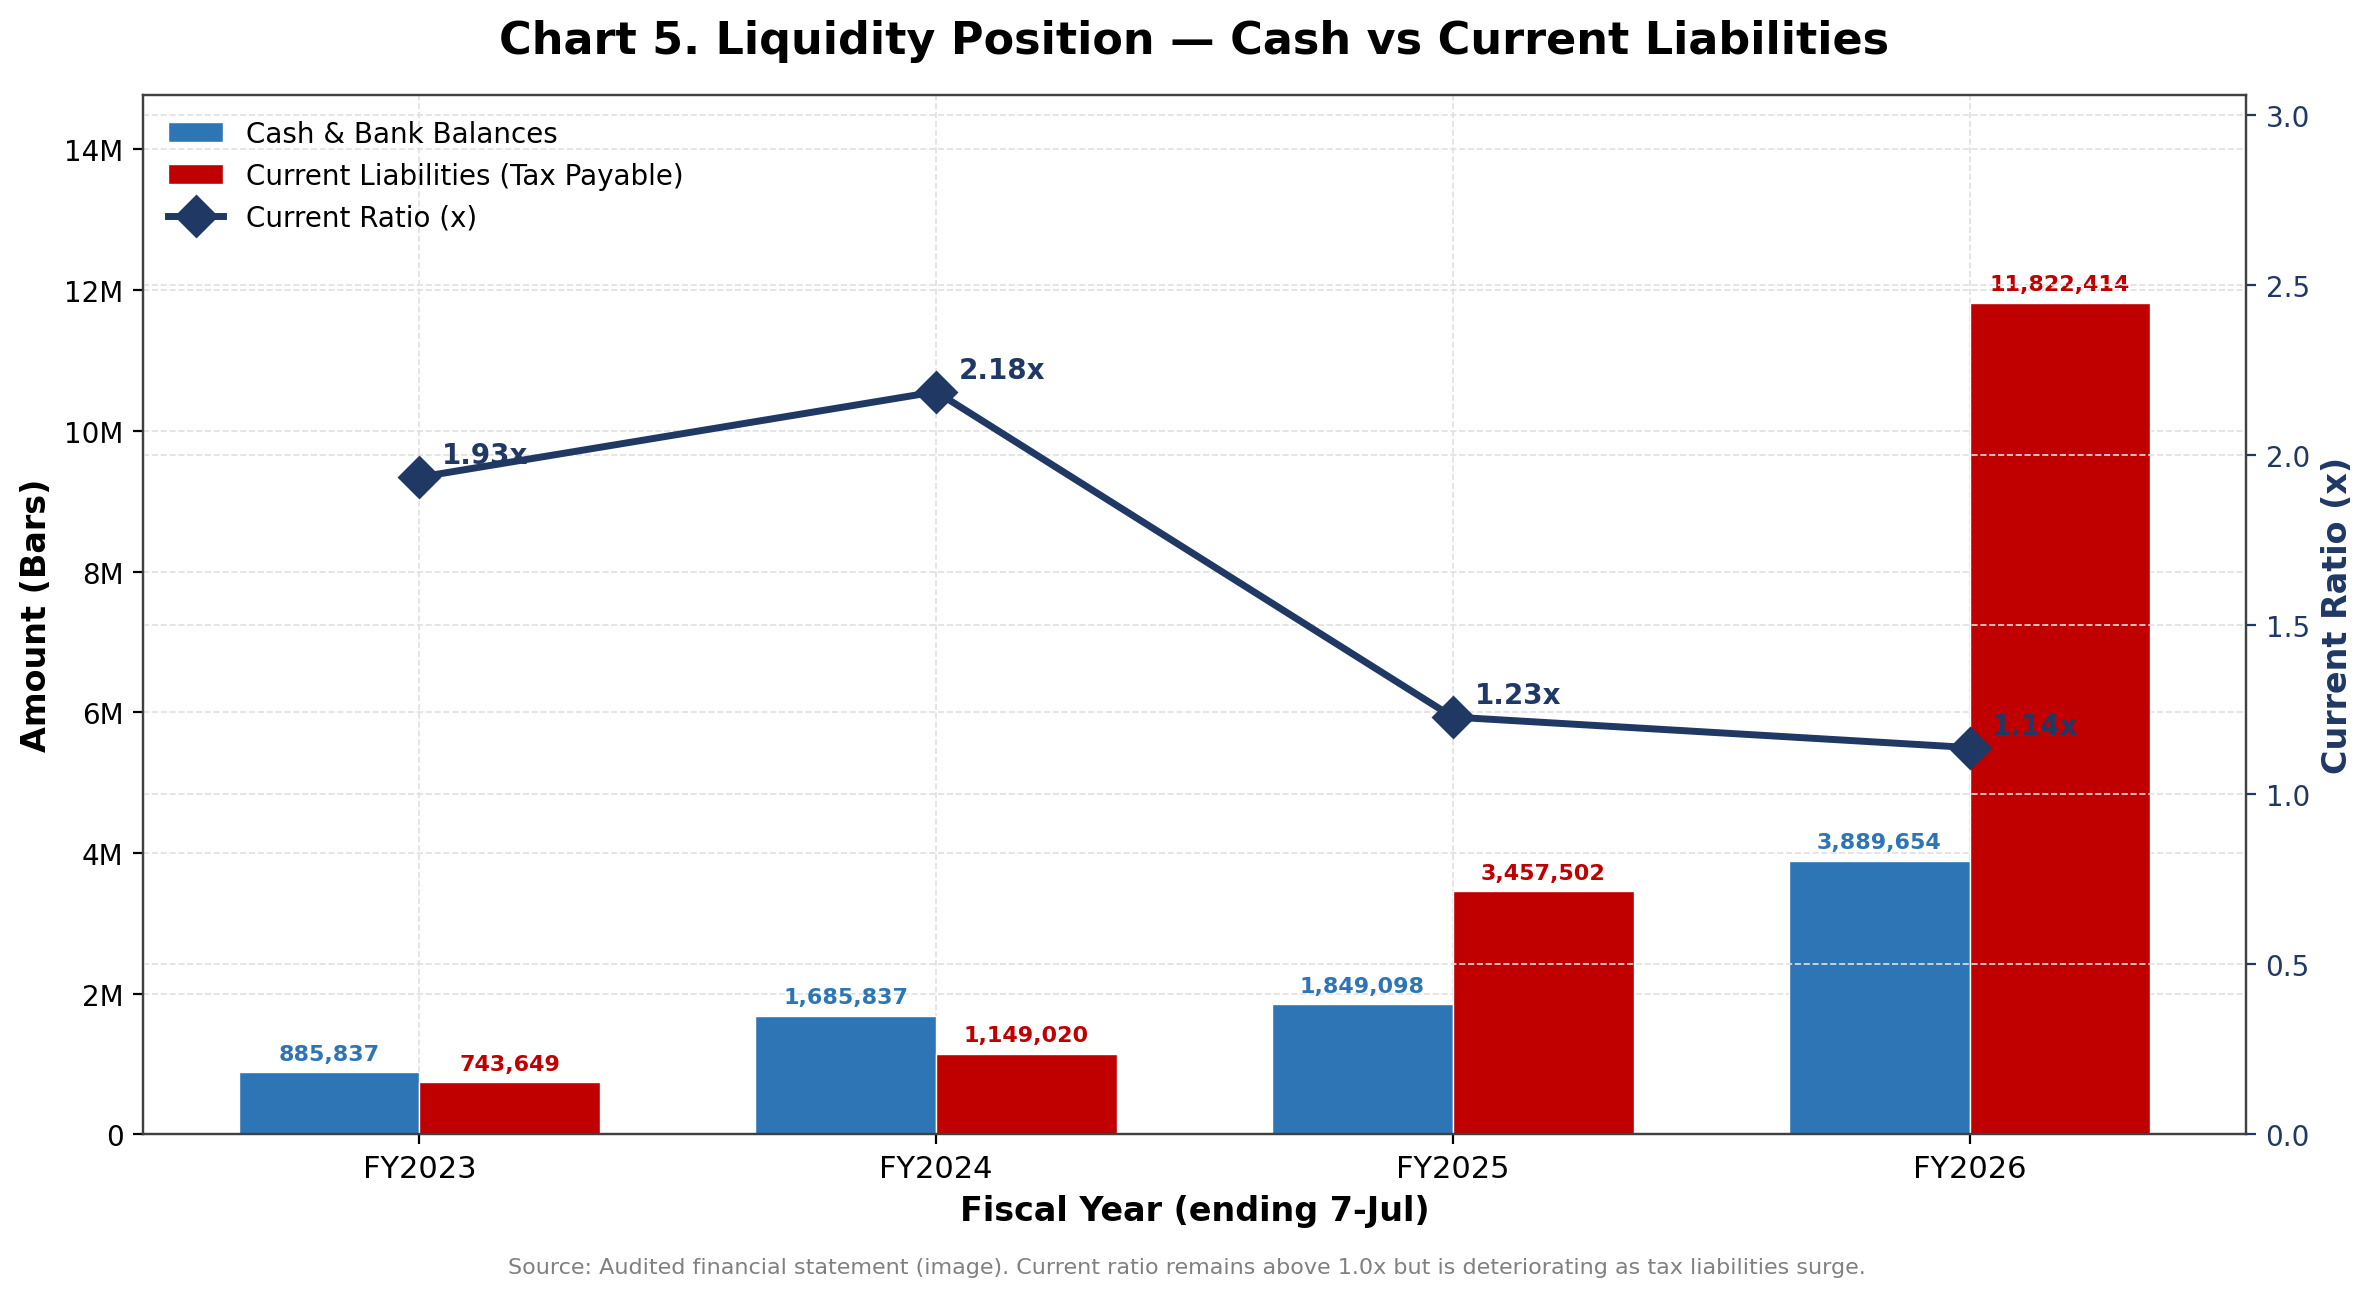 Chart 5. Liquidity Position — Cash vs Current Liabilities
Cash & Bank Balances
Current Liabilities (Tax Payable)
Current Ratio (x)
14M
12M
10M
8M
6M
4M
2M
0
Amount (Bars)
3.0
2.5
2.0
1.5
1.0
0.5
0.0
Current Ratio (x)
1.93x
2.18x
1.23x
1.14x
885,837
743,649
1,685,837
1,149,020
1,849,098
3,457,502
3,889,654
11,822,414
FY2023
FY2024
FY2025
FY2026
Fiscal Year (ending 7-Jul)
Source: Audited financial statement (image). Current ratio remains above 1.0x but is deteriorating as tax liabilities surge.